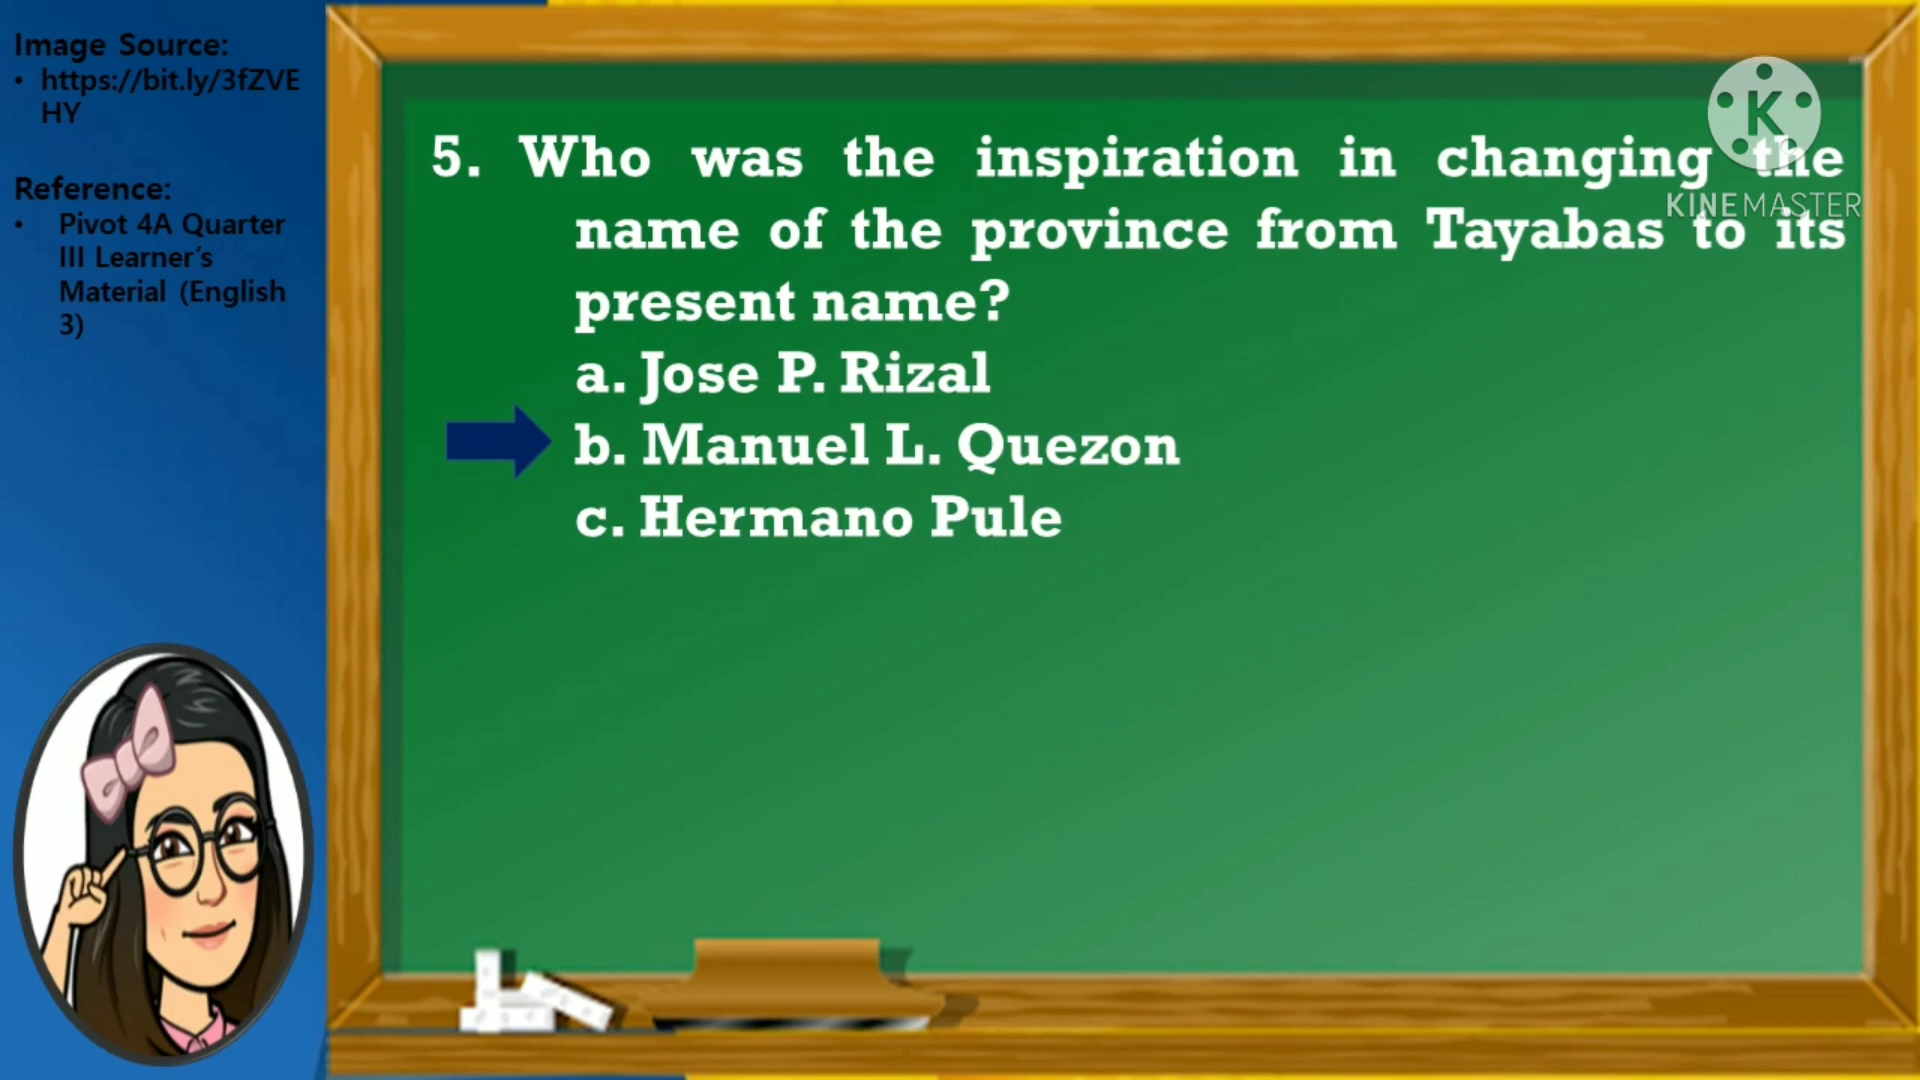 Image Source:
• https://bit.ly/3fZVE
HY
Reference:
• Pivot 4A Quarter
III Learner's
Material (English
3)
5. Who was the inspiration in changing the
name of the province from Tayabas to its
present name?
a. Jose P. Rizal
b. Manuel L. Quezon
c. Hermano Pule
K
KINEMASTER